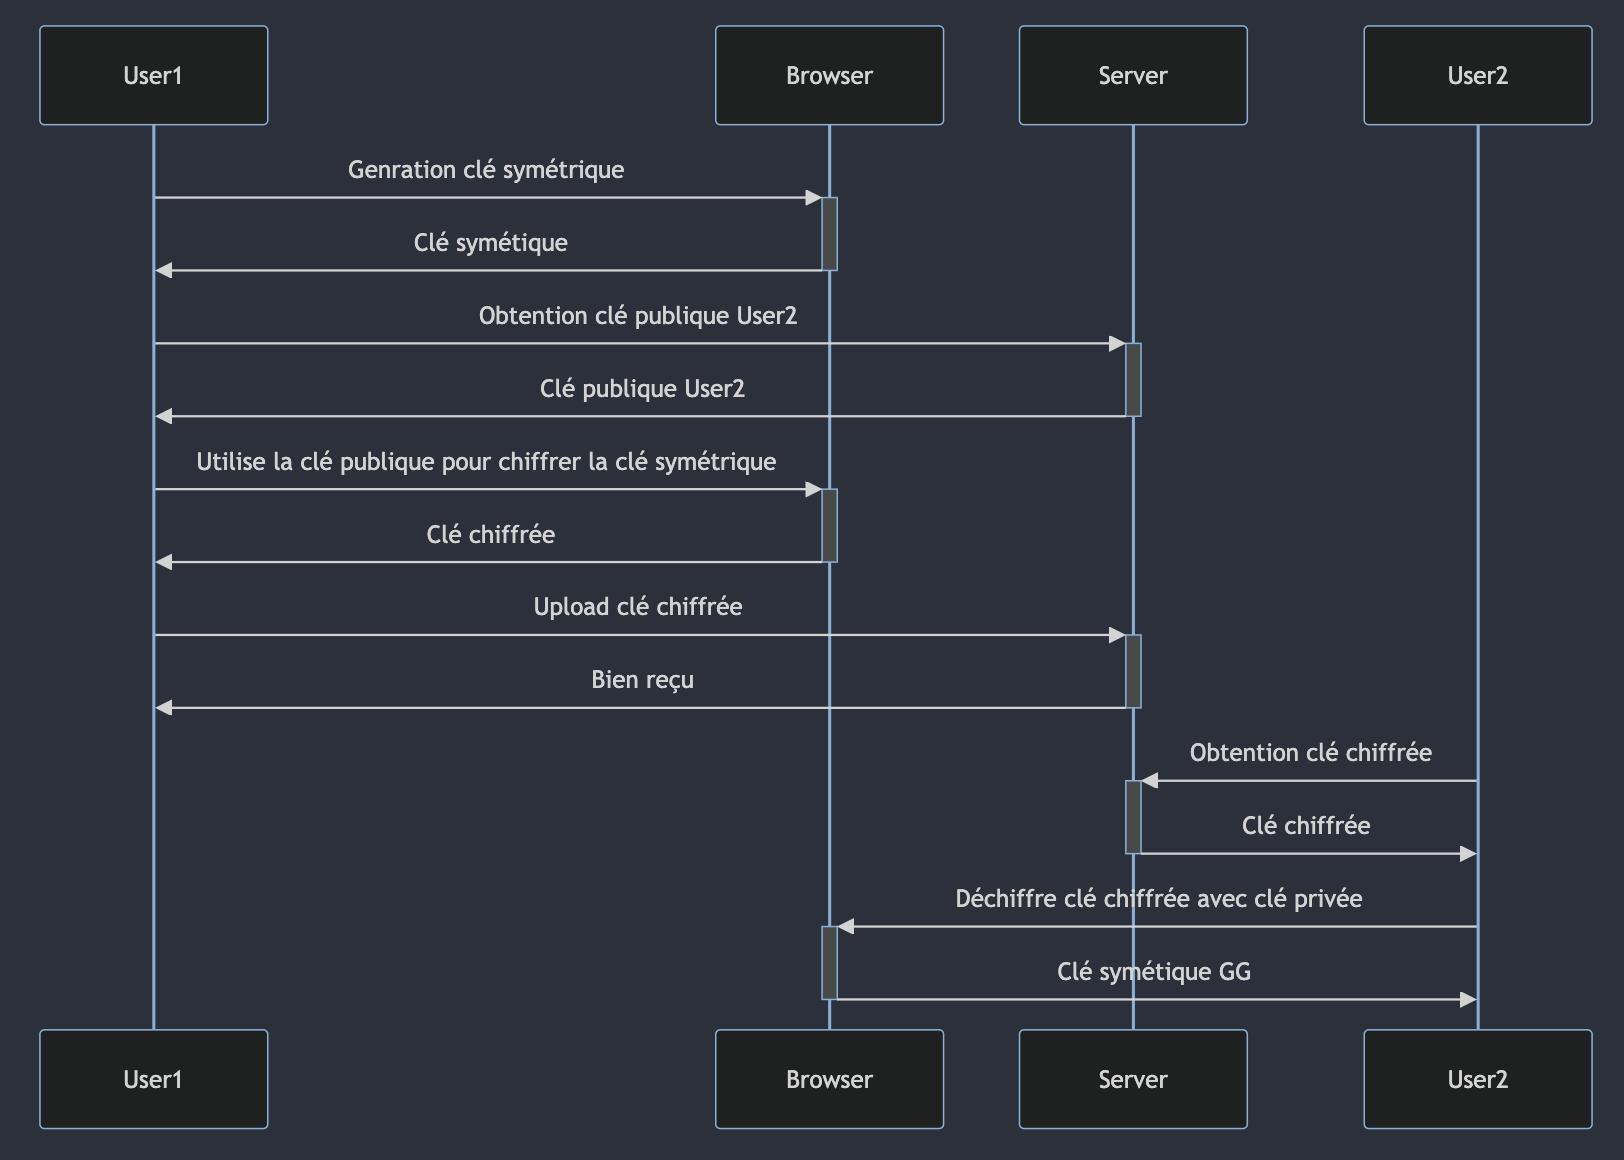 User1
Browser
Server
User2
Genration clé symétrique
Clé symétique
Obtention clé publique User2
Clé publique User2
Utilise la clé publique pour chiffrer la clé symétrique
Clé chiffrée
Upload clé chiffrée
Bien reçu
Obtention clé chiffrée
Clé chiffrée
Déchiffre clé chiffrée avec clé privée
Clé symétique GG
User1
Browser
Server
User2